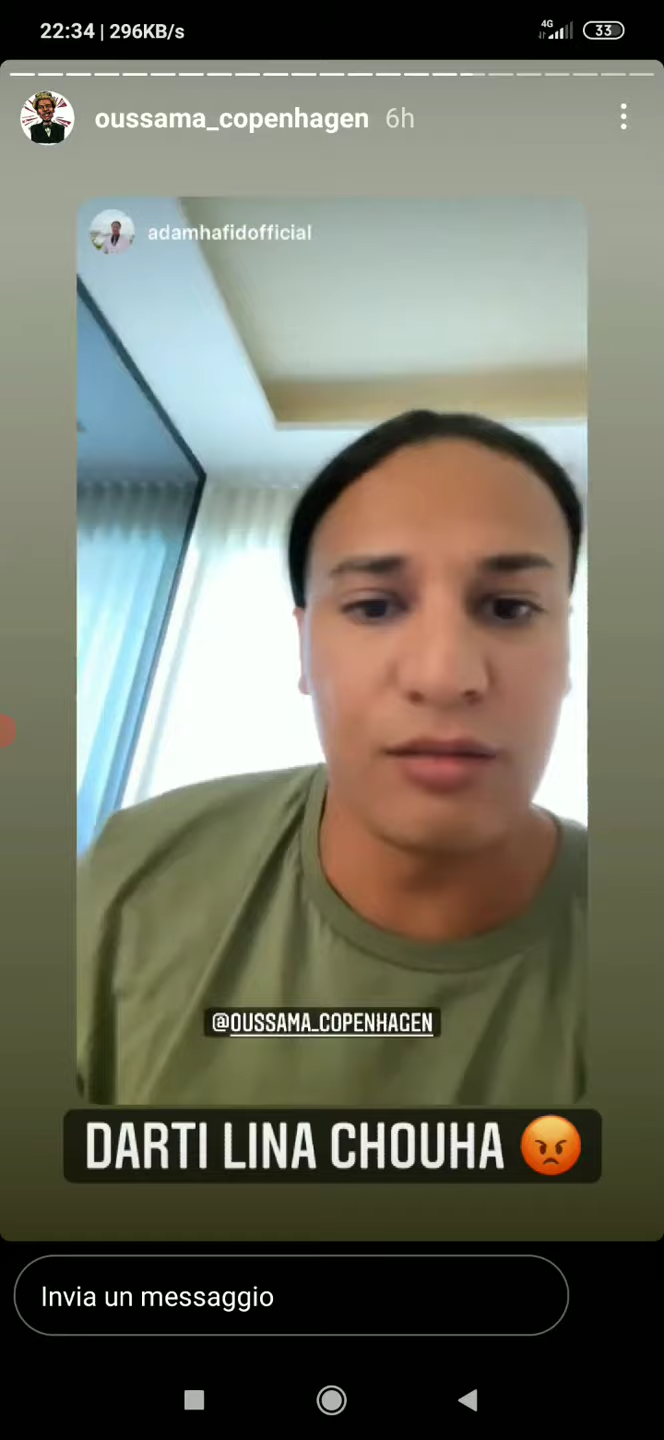 22:34 | 296KB/s
4G
33
oussama_copenhagen 6h
adamhafidofficial
@OUSSAMA_COPENHAGEN
DARTI LINA CHOUHA 😡
Invia un messaggio